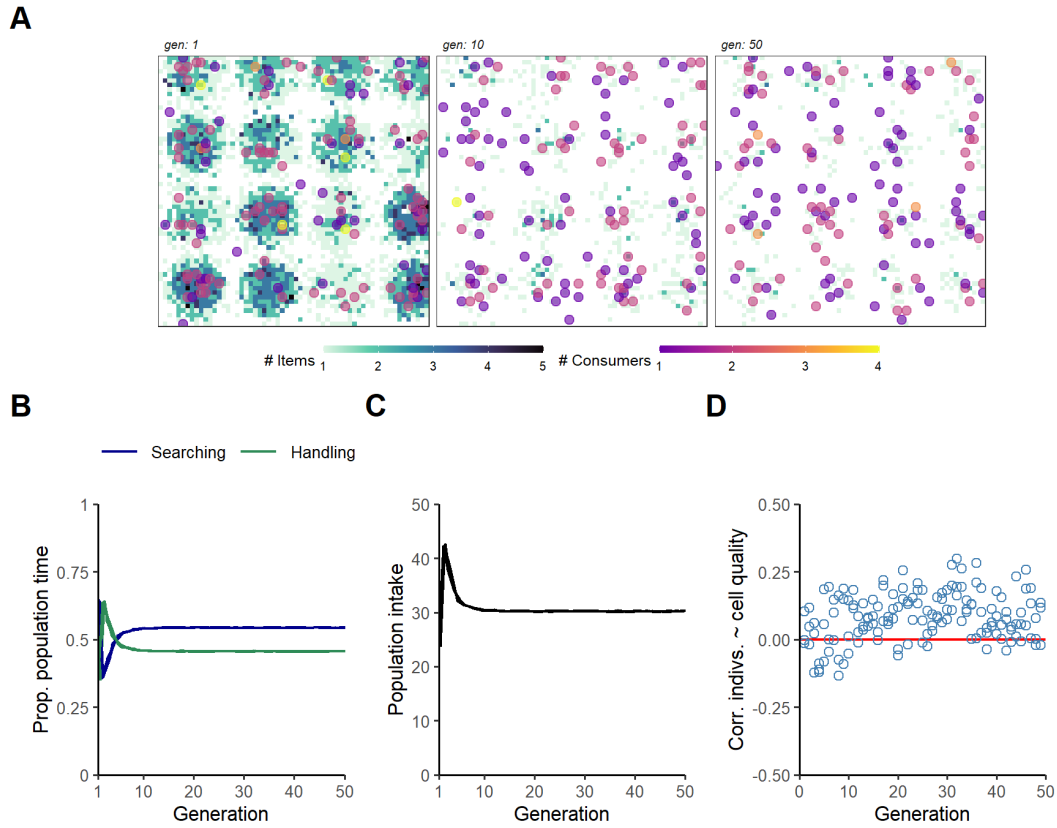 A
gen: 1
gen: 10
gen: 50
# Items
1 2 3 4 5
# Consumers
1 2 3 4
B
C
D
Searching
Handling
Prop. population time
1
0.75
0.5
0.25
0
1 10 20 30 40 50
Generation
Population intake
50
40
30
20
10
0
1 10 20 30 40 50
Generation
Corr. indivs. ~ cell quality
0.50
0.25
0.00
-0.25
-0.50
0 10 20 30 40 50
Generation